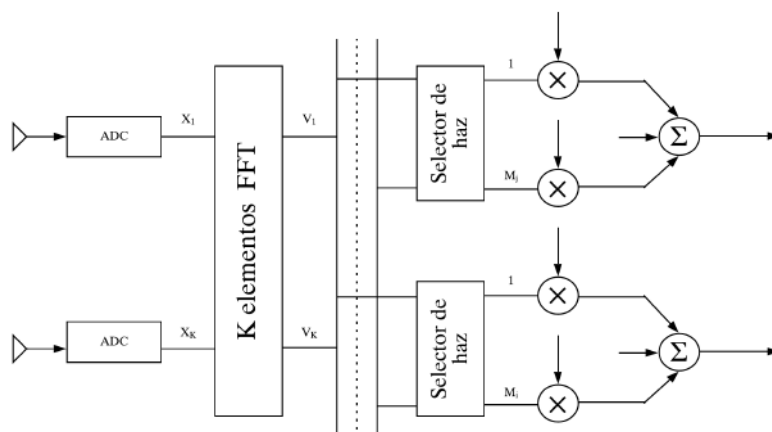 ADC
X1
K elementos FFT
V1
Selector de
haz
1
×
Mj
×
Σ
ADC
XK
VK
Selector de
haz
1
×
Mi
×
Σ